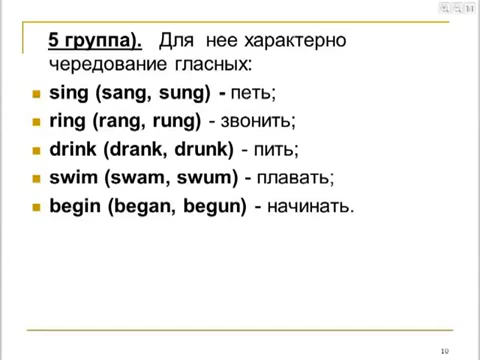 5 группа). Для нее характерно
чередование гласных:
sing (sang, sung) - петь;
ring (rang, rung) - звонить;
drink (drank, drunk) - пить;
swim (swam, swum) - плавать;
begin (began, begun) - начинать.
10